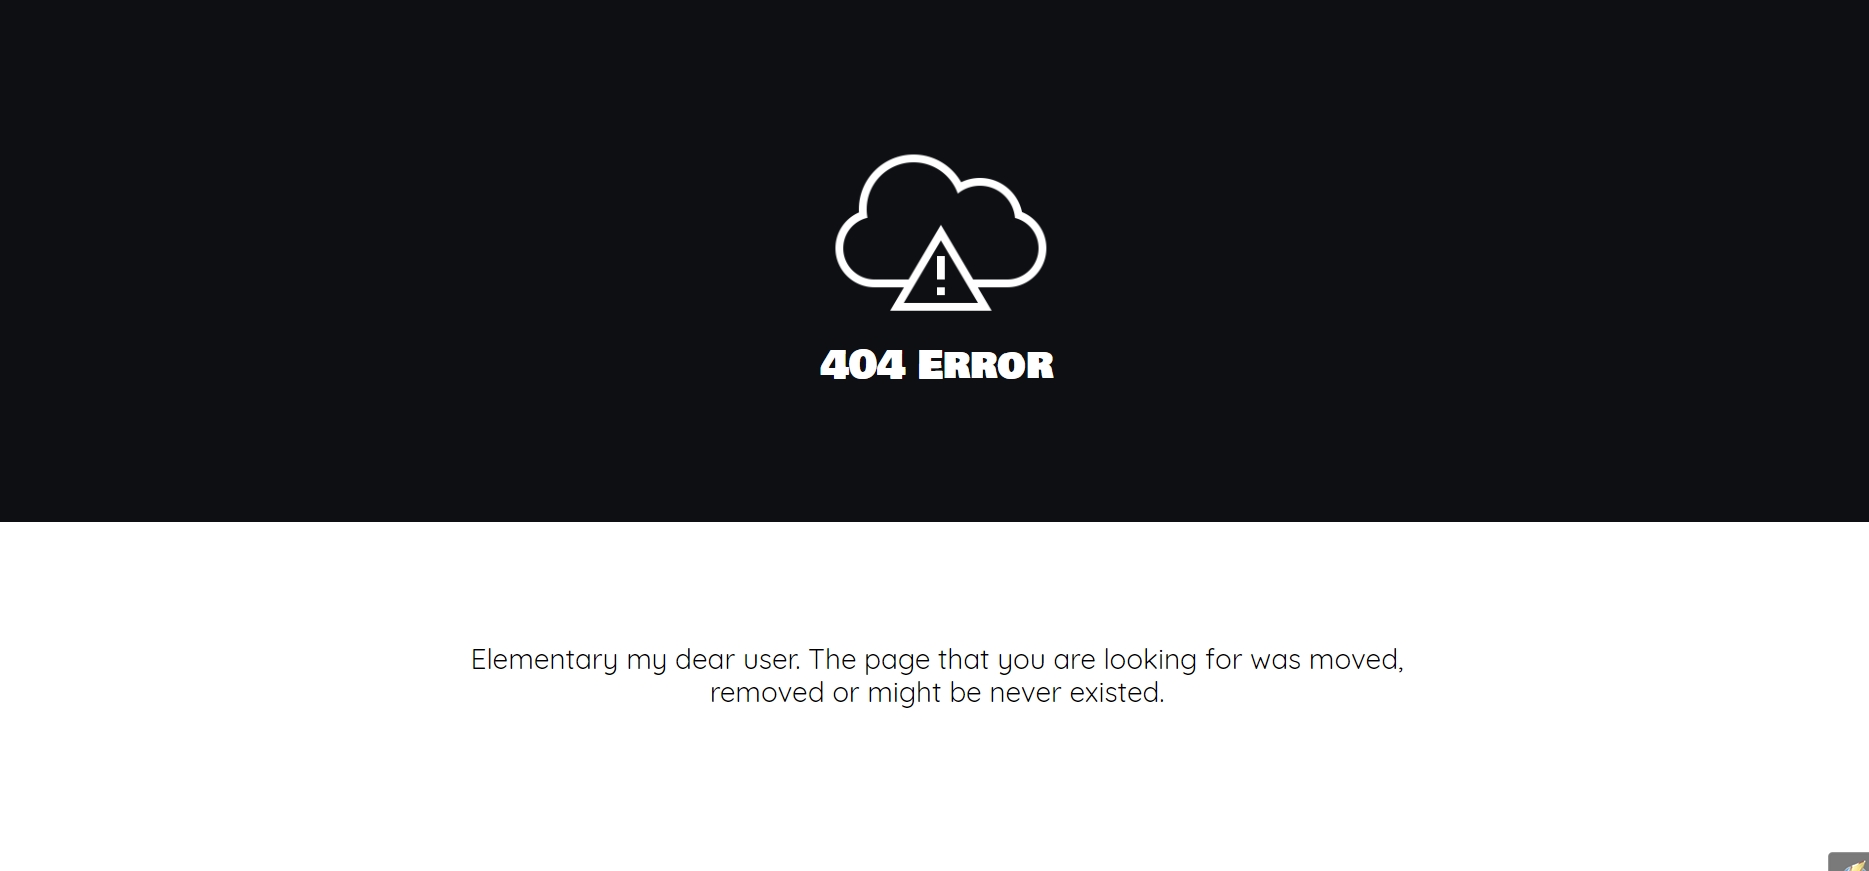 404 Error
Elementary my dear user. The page that you are looking for was moved,
removed or might be never existed.